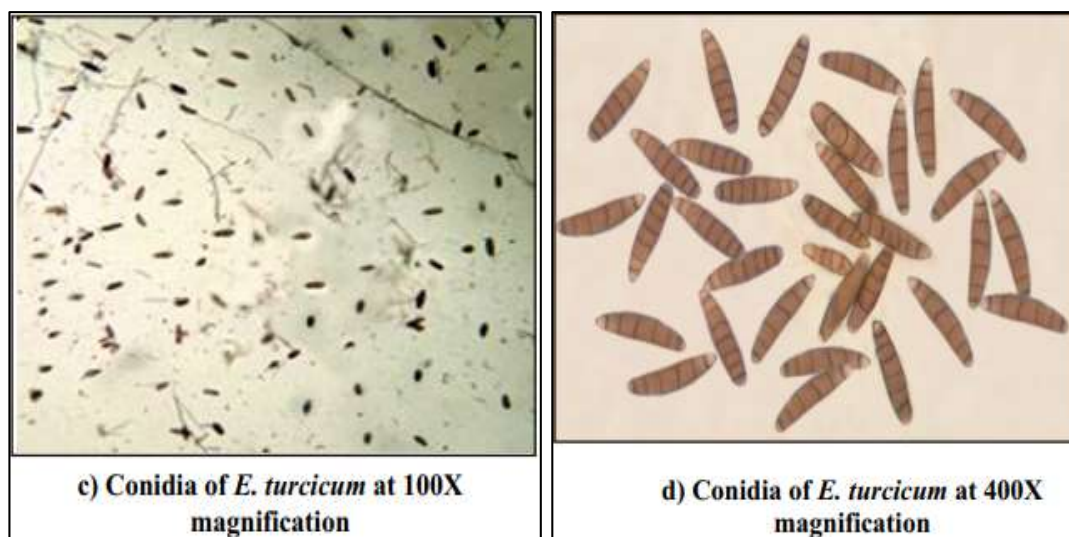 c) Conidia of E. turcicum at 100X
magnification
d) Conidia of E. turcicum at 400X
magnification